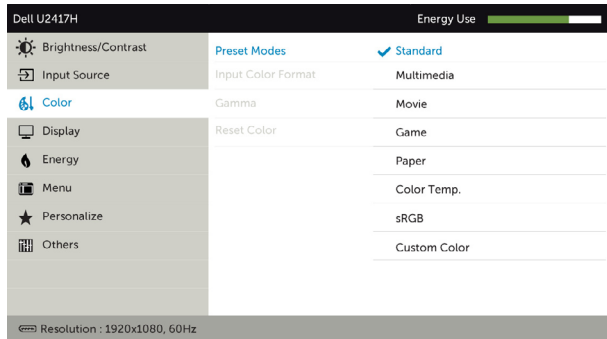 Dell U2417H Energy Use
Brightness/Contrast
Input Source
Color
Display
Energy
Menu
Personalize
Others
Preset Modes
Input Color Format
Gamma
Reset Color
Standard
Multimedia
Movie
Game
Paper
Color Temp.
sRGB
Custom Color
Resolution : 1920x1080, 60Hz